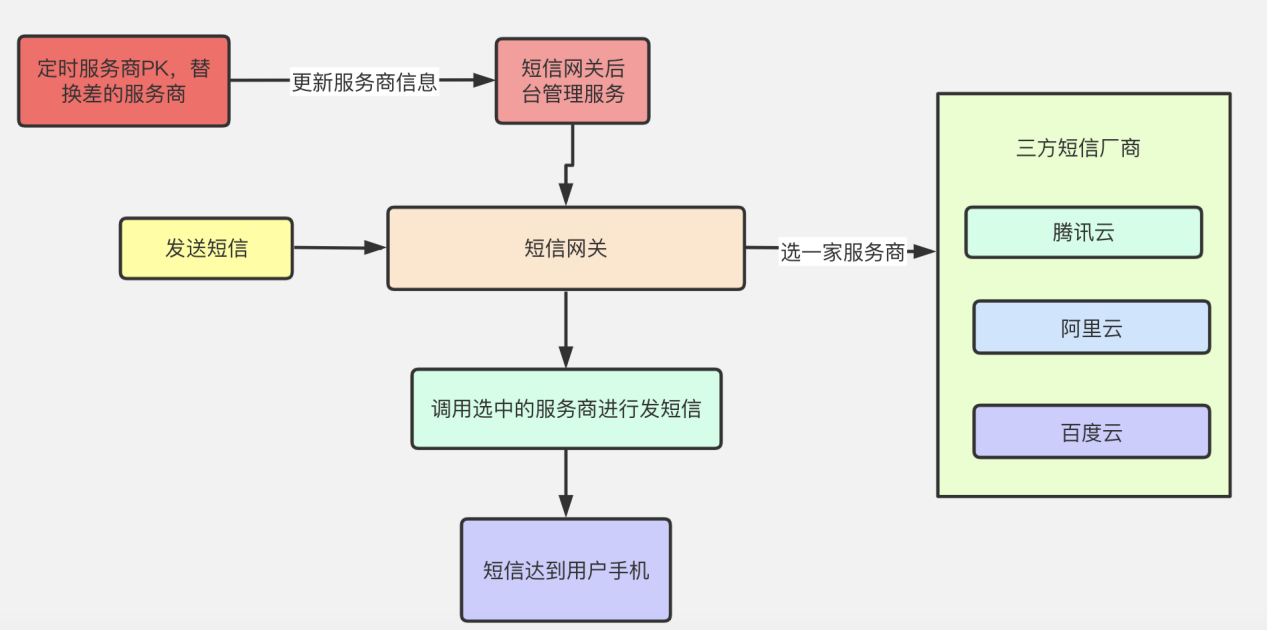 定时服务商PK，替
换差的服务商
更新服务商信息
短信网关后
台管理服务
三方短信厂商
腾讯云
发送短信
短信网关
选一家服务商
阿里云
调用选中的服务商进行发短信
百度云
短信达到用户手机